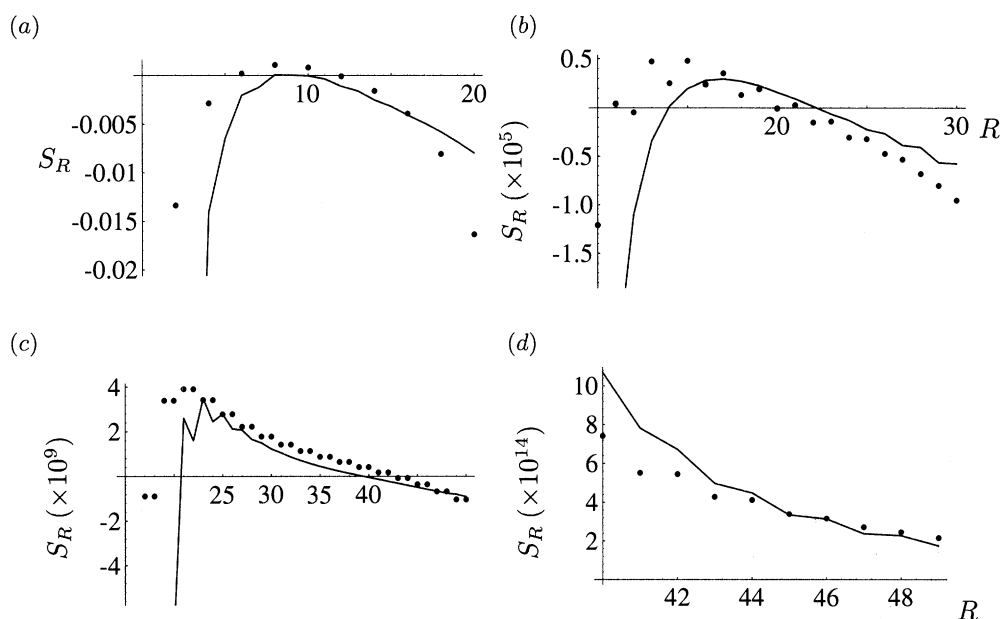 (a)
10
20
-0.005
-0.01
-0.015
-0.02
S_R
(b)
0.5
-0.5
-1.0
-1.5
20
30
R
S_R (×10^5)
(c)
4
2
-2
-4
25 30 35 40
S_R (×10^9)
(d)
10
8
6
4
2
42 44 46 48
R
S_R (×10^14)